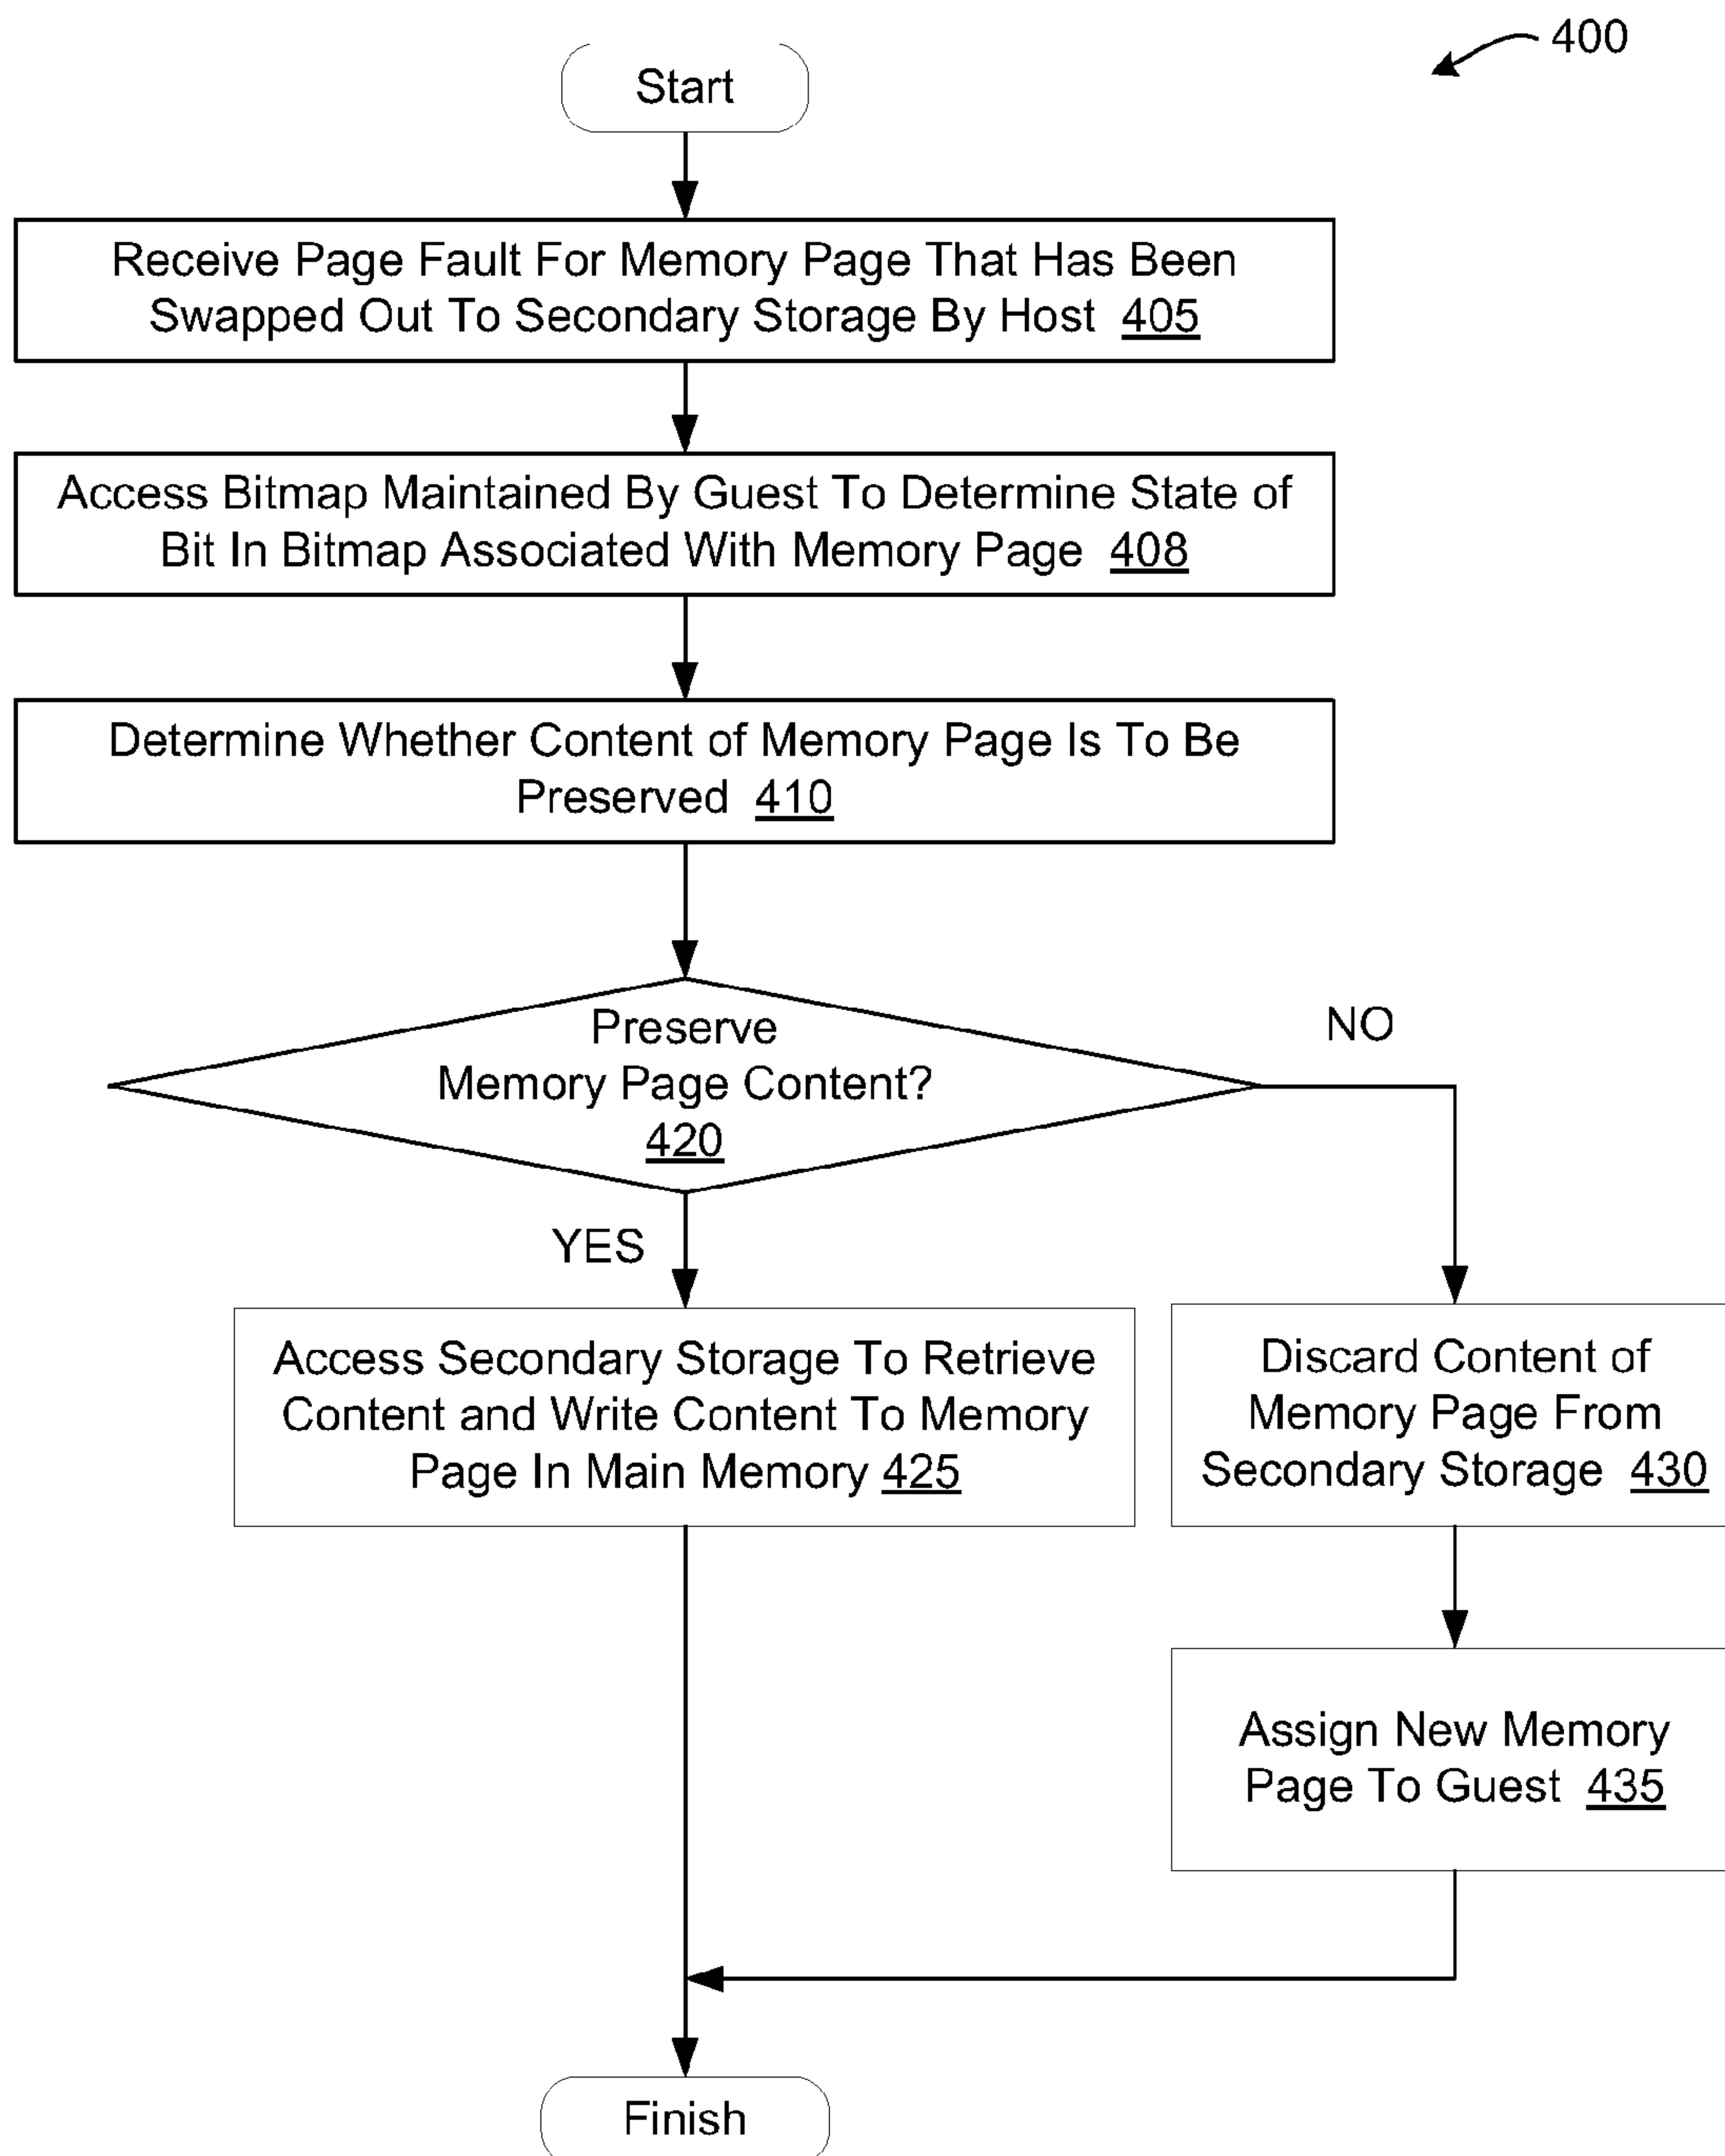 400
Start
Receive Page Fault For Memory Page That Has Been
Swapped Out To Secondary Storage By Host 405
Access Bitmap Maintained By Guest To Determine State of
Bit In Bitmap Associated With Memory Page 408
Determine Whether Content of Memory Page Is To Be
Preserved 410
Preserve
Memory Page Content?
420
NO
YES
Access Secondary Storage To Retrieve
Content and Write Content To Memory
Page In Main Memory 425
Discard Content of
Memory Page From
Secondary Storage 430
Assign New Memory
Page To Guest 435
Finish